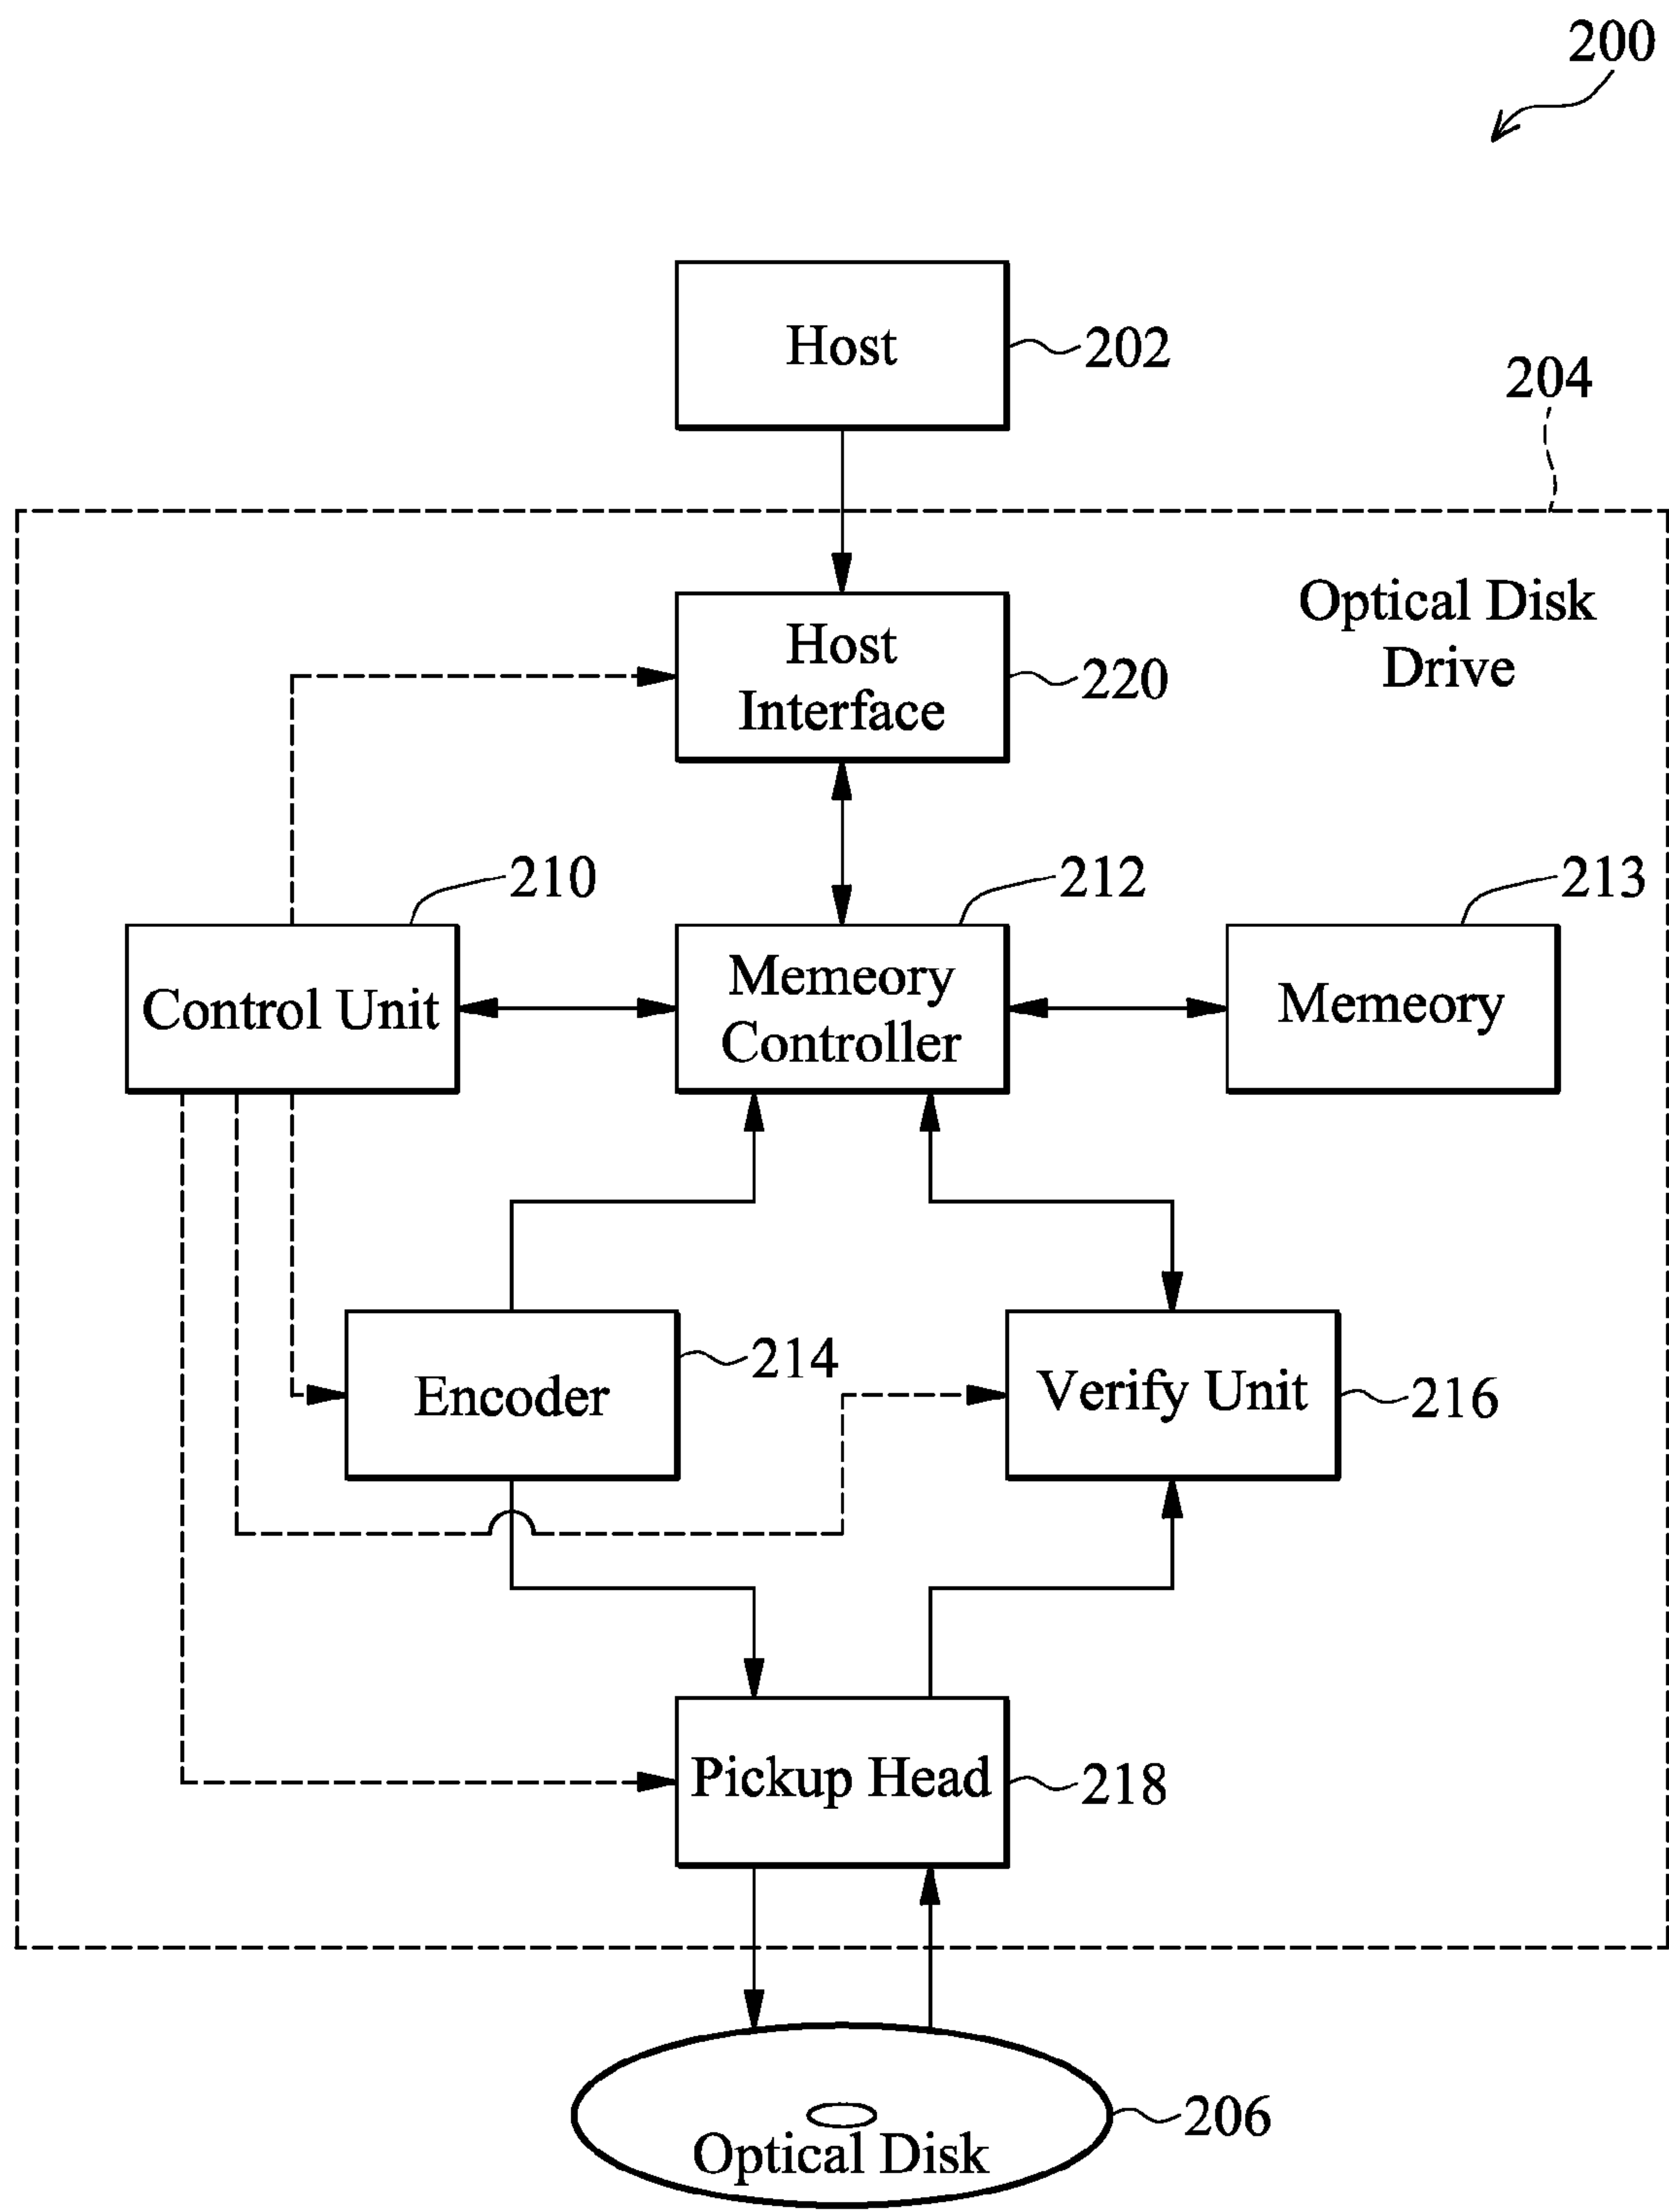 200
Host
202
204
Optical Disk
Drive
Host
Interface
220
210
212
213
Control Unit
Memeory
Controller
Memeory
Encoder
214
Verify Unit
216
Pickup Head
218
Optical Disk
206